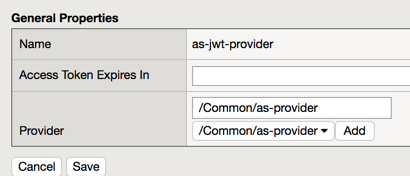 General Properties
Name as-jwt-provider
Access Token Expires In
/Common/as-provider
Provider /Common/as-provider Add
Cancel Save